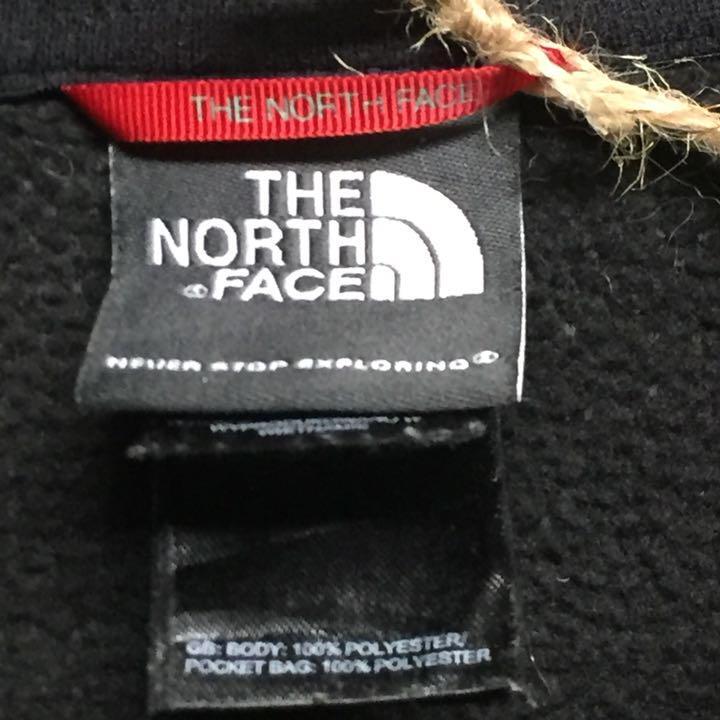 THE NORTH FACE
THE
NORTH
FACE
NEVER STOP EXPLORING®
GB: BODY: 100% POLYESTER/
POCKET BAG: 100% POLYESTER